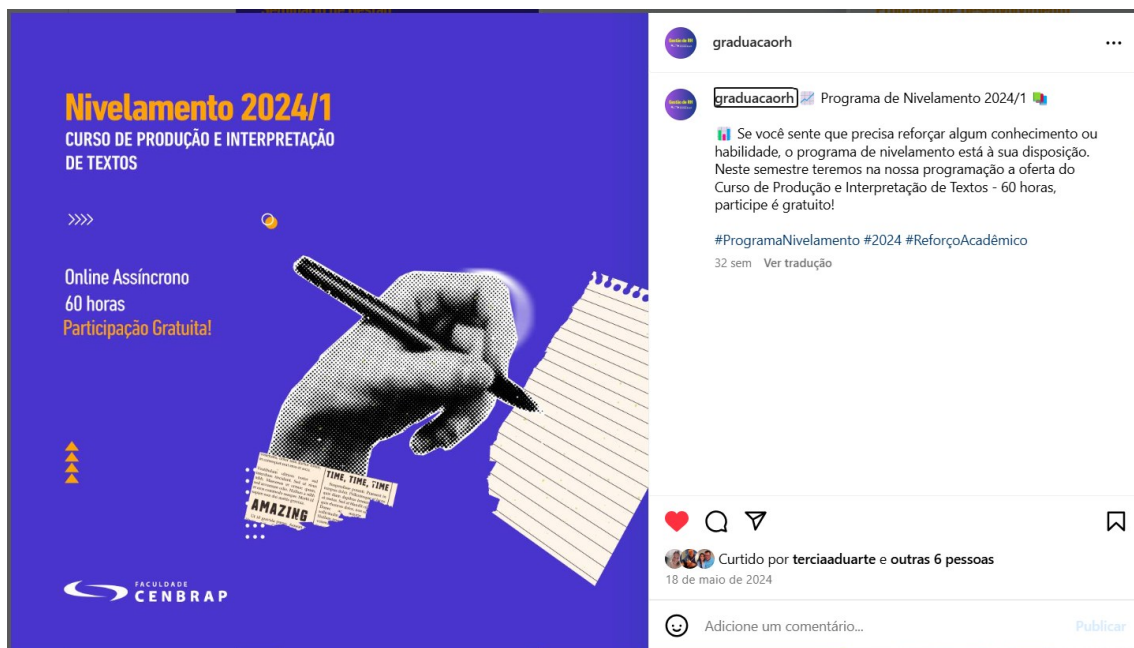 Nivelamento 2024/1
CURSO DE PRODUÇÃO E INTERPRETAÇÃO
DE TEXTOS
Online Assíncrono
60 horas
Participação Gratuita!
TIME, TIME, TIME
AMAZING
FACULDADE
CENBRAP
graduacaorh
graduacaorh Programa de Nivelamento 2024/1
Se você sente que precisa reforçar algum conhecimento ou
habilidade, o programa de nivelamento está à sua disposição.
Neste semestre teremos na nossa programação a oferta do
Curso de Produção e Interpretação de Textos - 60 horas,
participe é gratuito!
#ProgramaNivelamento #2024 #ReforçoAcadêmico
32 sem Ver tradução
Curtido por terciaaduarte e outras 6 pessoas
18 de maio de 2024
Adicione um comentário...
Publicar